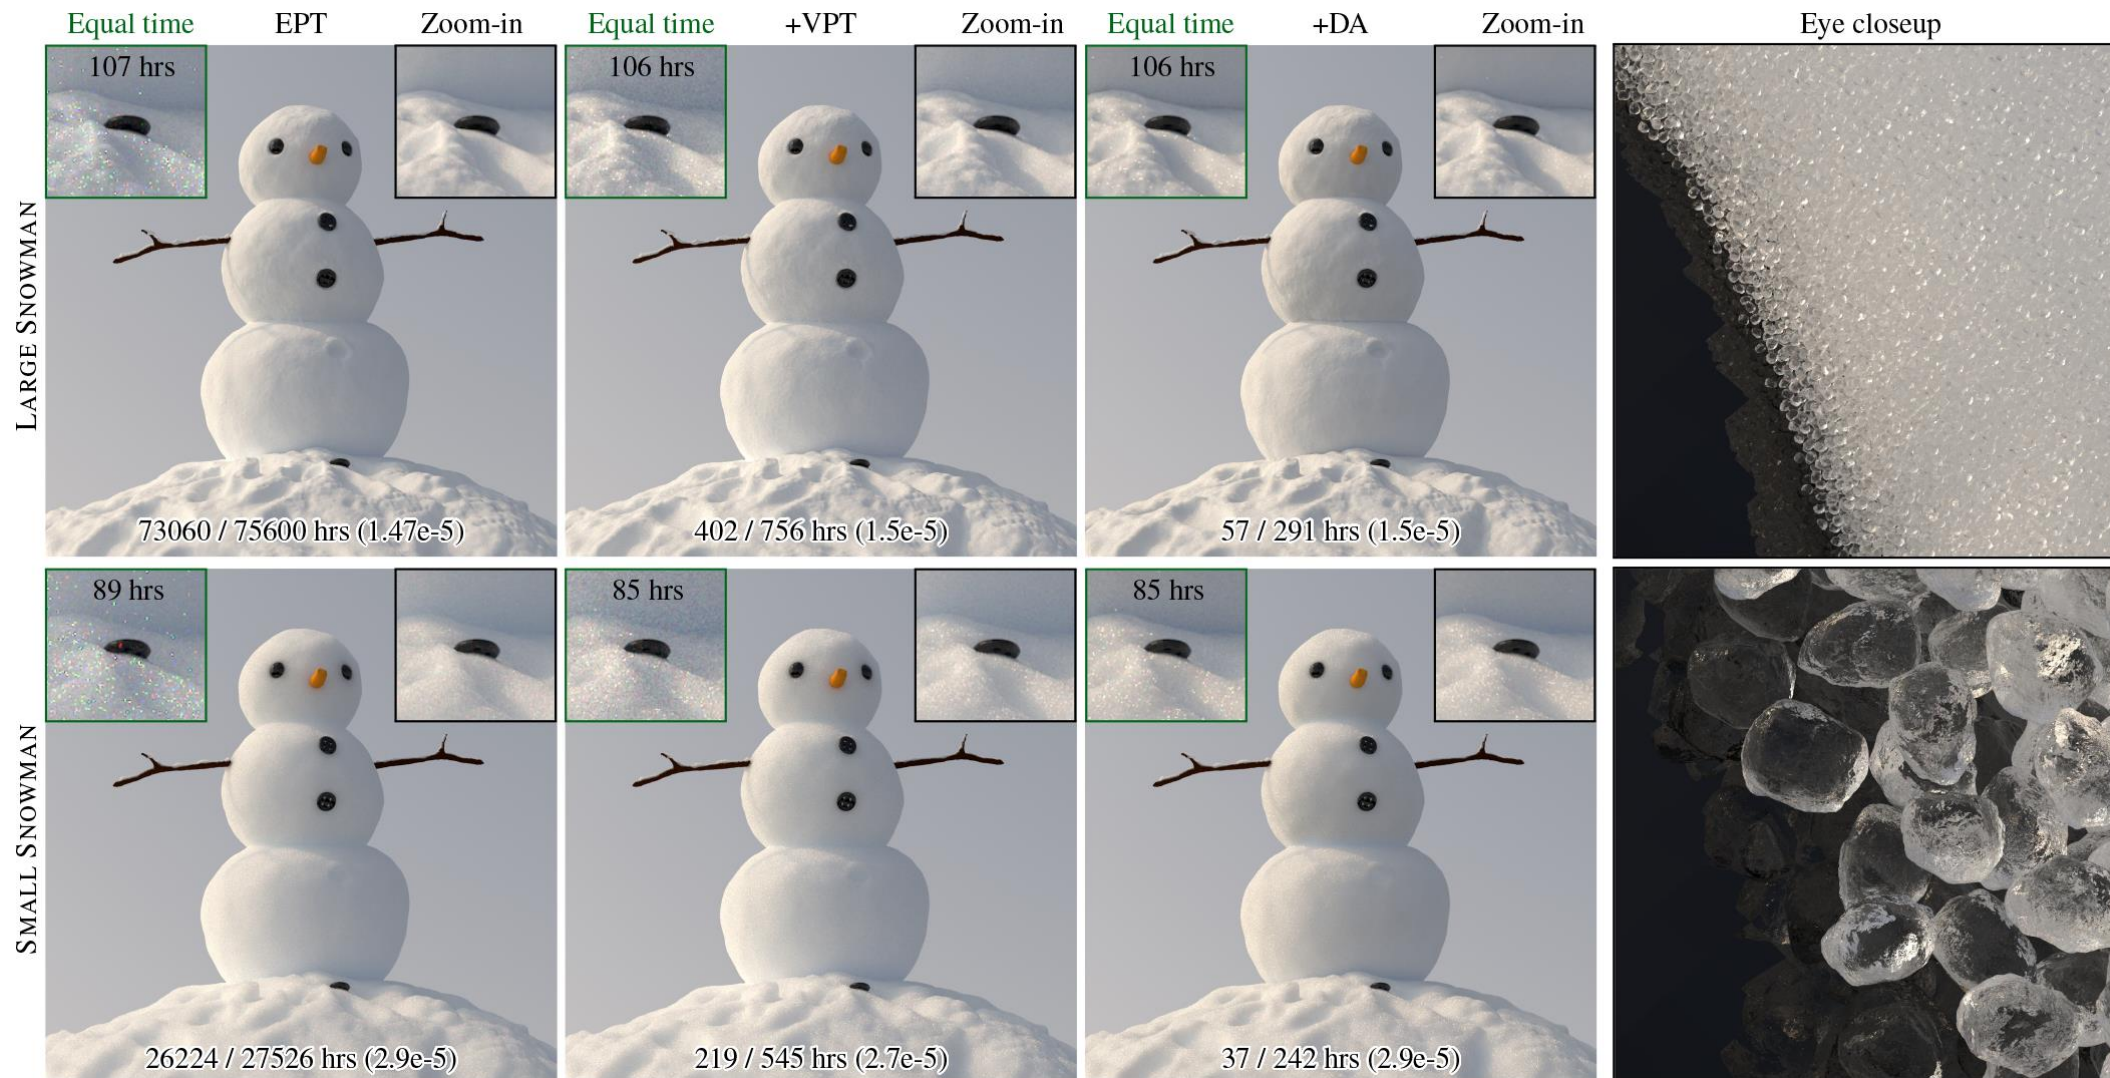 Equal time EPT Zoom-in Equal time +VPT Zoom-in Equal time +DA Zoom-in Eye closeup
107 hrs 106 hrs 106 hrs
LARGE SNOWMAN
73060 / 75600 hrs (1.47e-5) 402 / 756 hrs (1.5e-5) 57 / 291 hrs (1.5e-5)
89 hrs 85 hrs 85 hrs
SMALL SNOWMAN
26224 / 27526 hrs (2.9e-5) 219 / 545 hrs (2.7e-5) 37 / 242 hrs (2.9e-5)